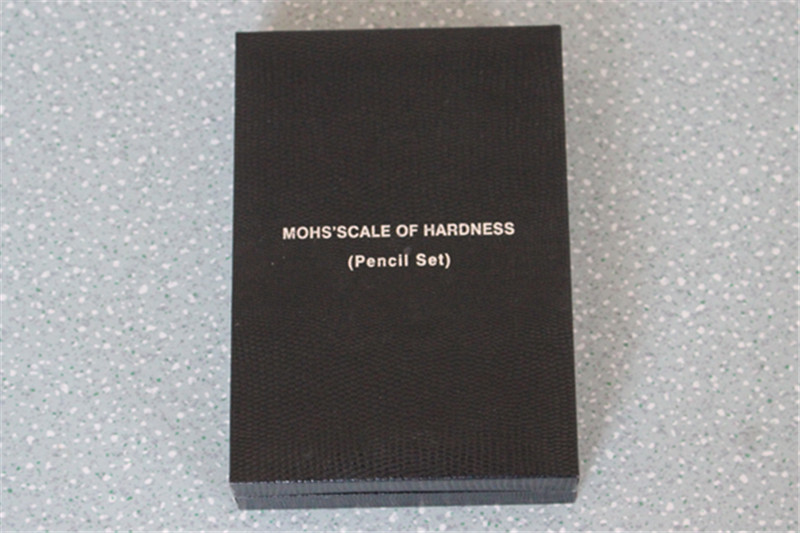 MOHS'SCALE OF HARDNESS
(Pencil Set)